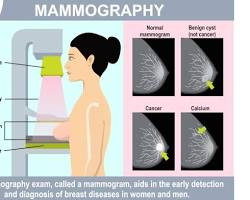 MAMMOGRAPHY
Normal
mammogram
Benign cyst
(not cancer)
Cancer
Calcium
ography exam, called a mammogram, aids in the early detection
and diagnosis of breast diseases in women and men.